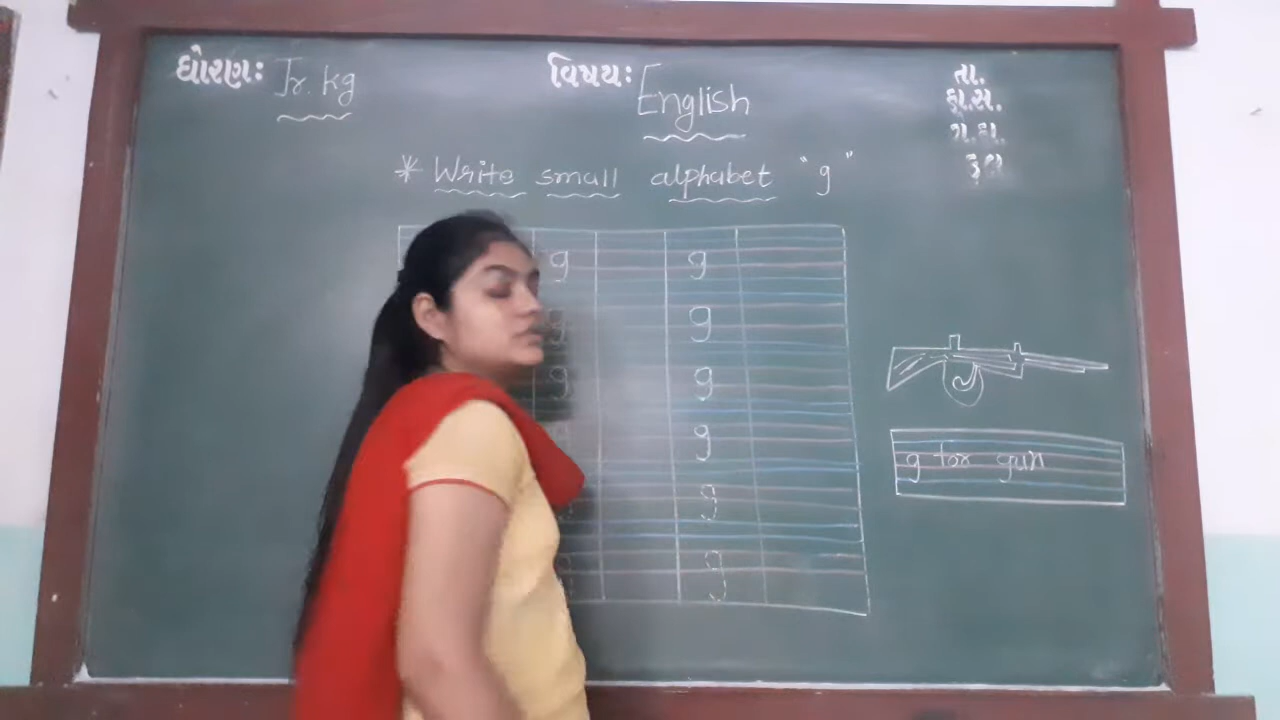 ધોરણઃ Jr. kg
વિષયઃ English
તા.
કા.સ.
ગે.હા.
કુલ
* Write small alphabet "g"
g g
g g
g g
g g
g
g g
g for gun